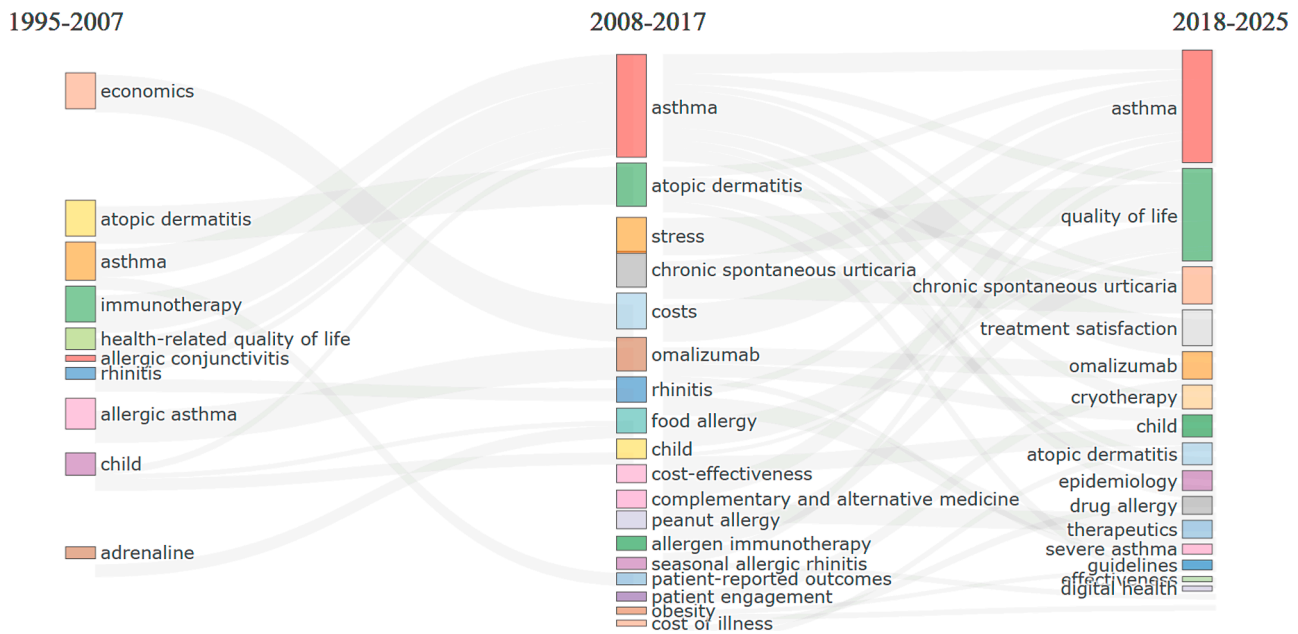 1995-2007
2008-2017
2018-2025
economics
atopic dermatitis
asthma
immunotherapy
health-related quality of life
allergic conjunctivitis
rhinitis
allergic asthma
child
adrenaline
asthma
atopic dermatitis
stress
chronic spontaneous urticaria
costs
omalizumab
rhinitis
food allergy
child
cost-effectiveness
complementary and alternative medicine
peanut allergy
allergen immunotherapy
seasonal allergic rhinitis
patient-reported outcomes
patient engagement
obesity
cost of illness
asthma
quality of life
chronic spontaneous urticaria
treatment satisfaction
omalizumab
cryotherapy
child
atopic dermatitis
epidemiology
drug allergy
therapeutics
severe asthma
guidelines
effectiveness
digital health